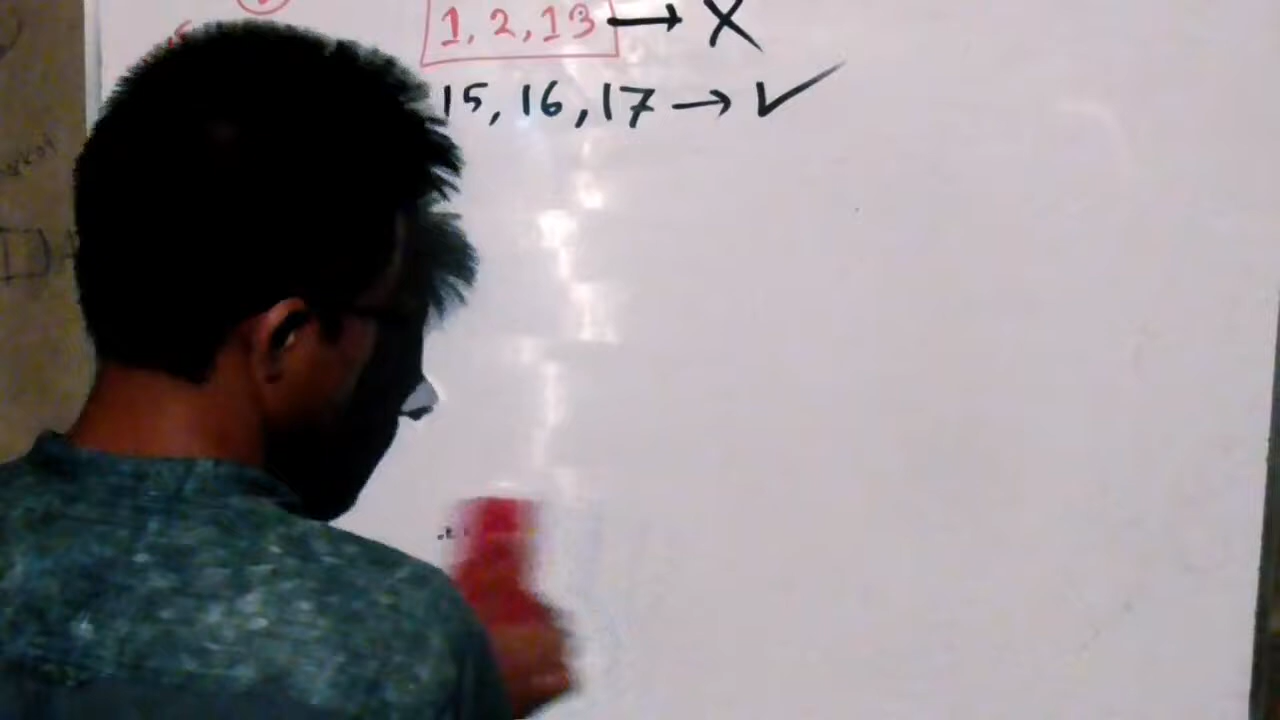 1, 2, 13 → X
15, 16, 17 → ✓